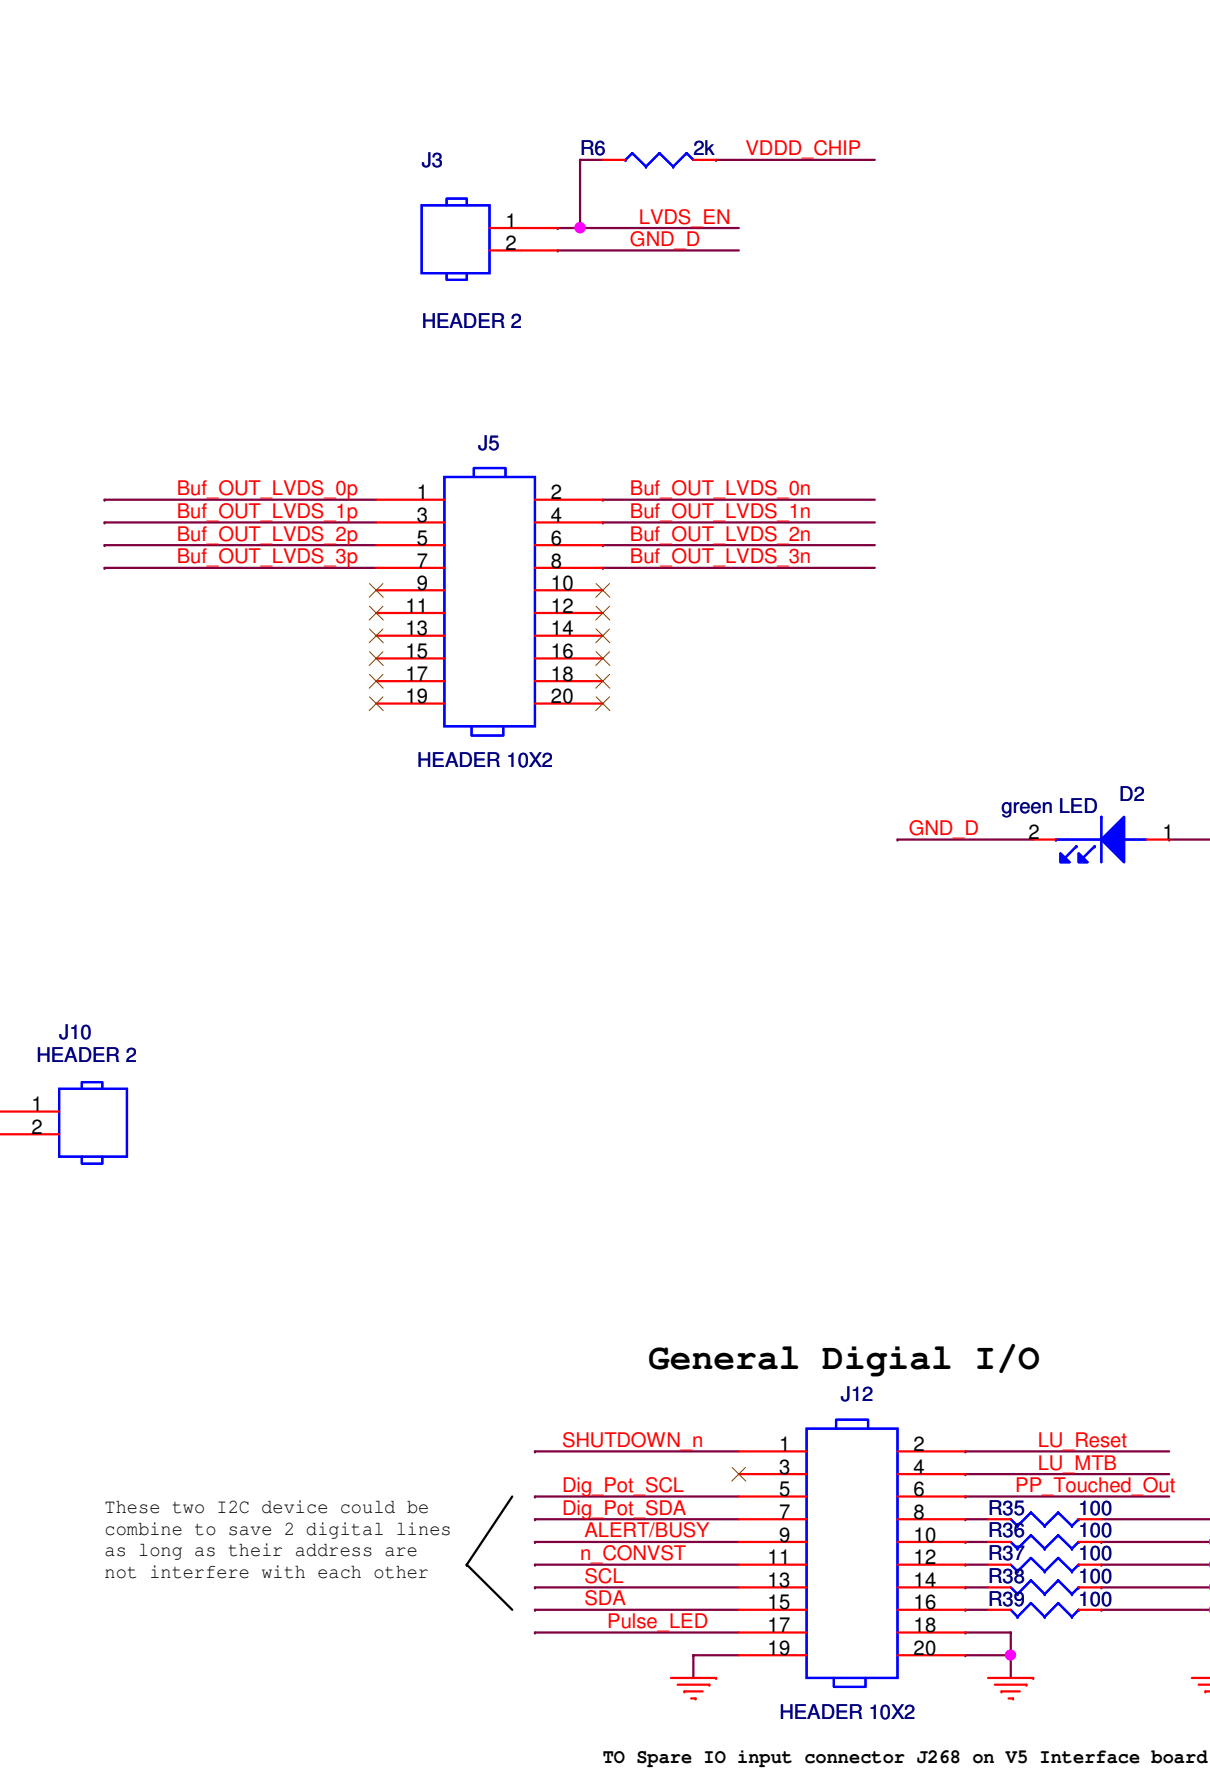 J3
R6 2k VDDD_CHIP
1 LVDS_EN
2 GND_D
HEADER 2
J5
Buf_OUT_LVDS_0p 1 2 Buf_OUT_LVDS_0n
Buf_OUT_LVDS_1p 3 4 Buf_OUT_LVDS_1n
Buf_OUT_LVDS_2p 5 6 Buf_OUT_LVDS_2n
Buf_OUT_LVDS_3p 7 8 Buf_OUT_LVDS_3n
9 10
11 12
13 14
15 16
17 18
19 20
HEADER 10X2
D2
green LED
GND_D 2 1
J10
HEADER 2
1
2
General Digial I/O
J12
SHUTDOWN_n 1 2 LU_Reset
3 4 LU_MTB
Dig_Pot_SCL 5 6 PP_Touched_Out
Dig_Pot_SDA 7 8 R35 100
ALERT/BUSY 9 10 R36 100
n_CONVST 11 12 R37 100
SCL 13 14 R38 100
SDA 15 16 R39 100
Pulse_LED 17 18
19 20
HEADER 10X2
These two I2C device could be
combine to save 2 digital lines
as long as their address are
not interfere with each other
TO Spare IO input connector J268 on V5 Interface board